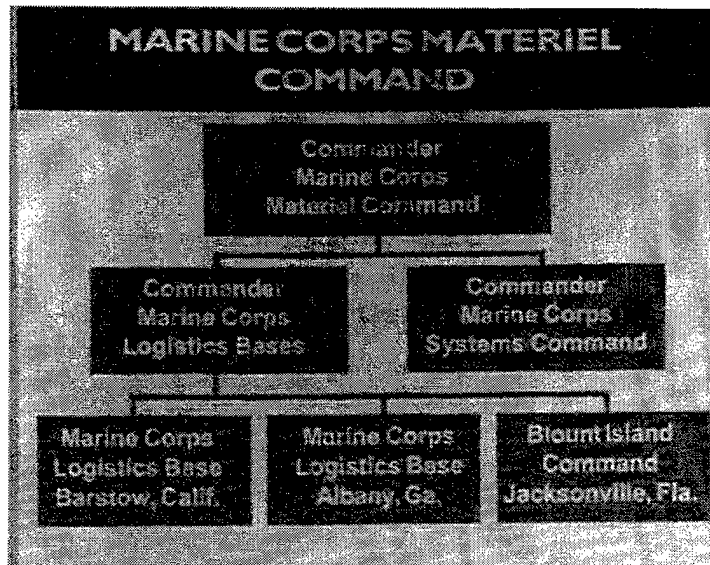 MARINE CORPS MATERIEL
COMMAND
Commander
Marine Corps
Materiel Command
Commander
Marine Corps
Logistics Bases
Commander
Marine Corps
Systems Command
Marine Corps
Logistics Base
Barstow, Calif.
Marine Corps
Logistics Base
Albany, Ga.
Blount Island
Command
Jacksonville, Fla.